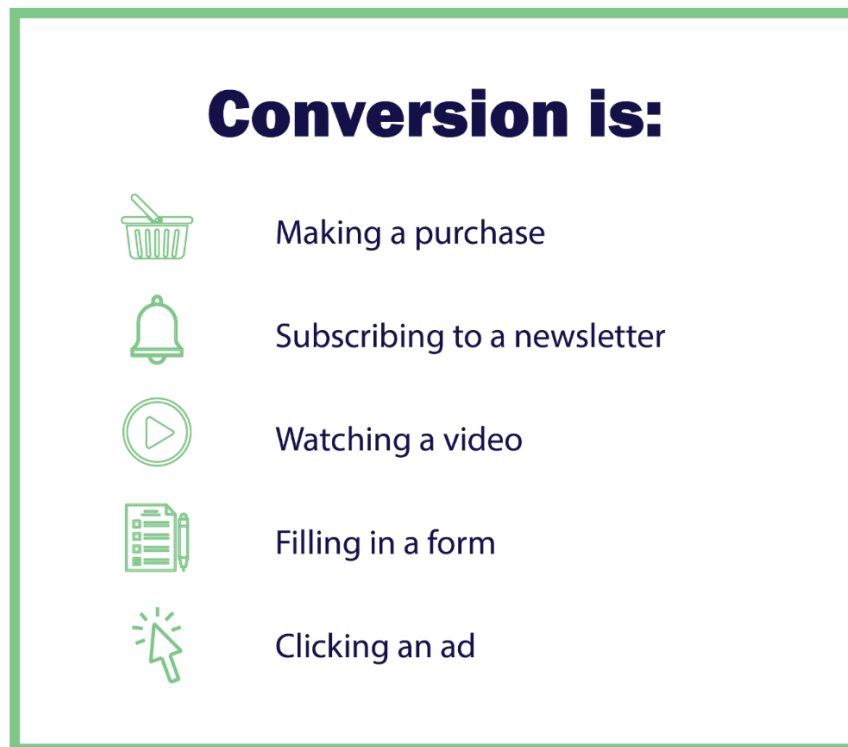 Conversion is:
Making a purchase
Subscribing to a newsletter
Watching a video
Filling in a form
Clicking an ad